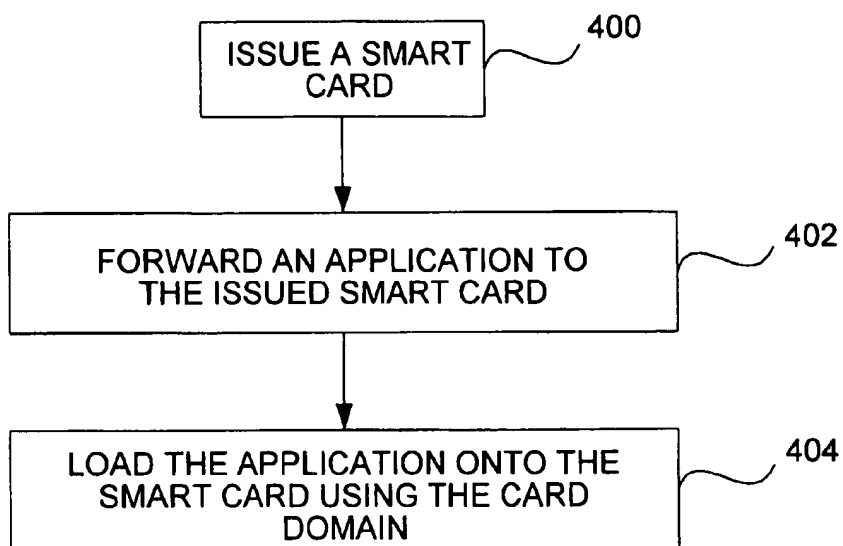 ISSUE A SMART
CARD
400
FORWARD AN APPLICATION TO
THE ISSUED SMART CARD
402
LOAD THE APPLICATION ONTO THE
SMART CARD USING THE CARD
DOMAIN
404